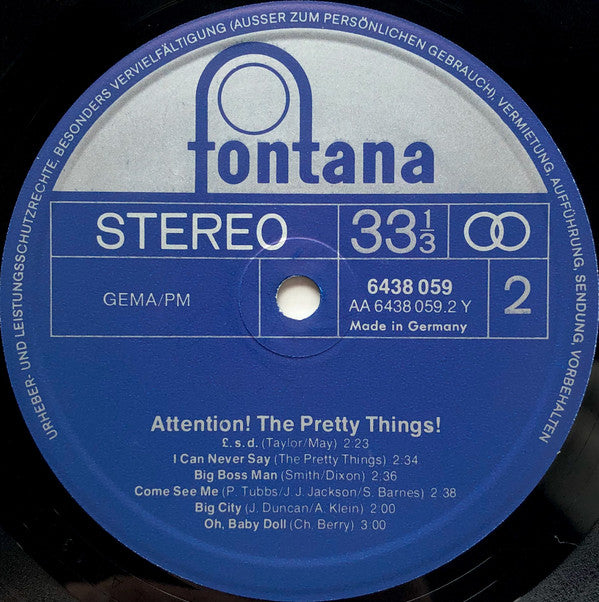 URHEBER- UND LEISTUNGSSCHUTZRECHTE, BESONDERS VERVIELFÄLTIGUNG (AUSSER ZUM PERSÖNLICHEN GEBRAUCH), VERMIETUNG, AUFFÜHRUNG, SENDUNG, VORBEHALTEN
fontana
STEREO
33 1/3
GEMA/PM
6438 059
AA 6438 059.2 Y
Made in Germany
2
Attention! The Pretty Things!
£. s. d. (Taylor/May) 2:23
I Can Never Say (The Pretty Things) 2:34
Big Boss Man (Smith/Dixon) 2:36
Come See Me (P. Tubbs/J. J. Jackson/S. Barnes) 2 38
Big City (J. Duncan/A. Klein) 2:00
Oh, Baby Doll (Ch. Berry) 3:00